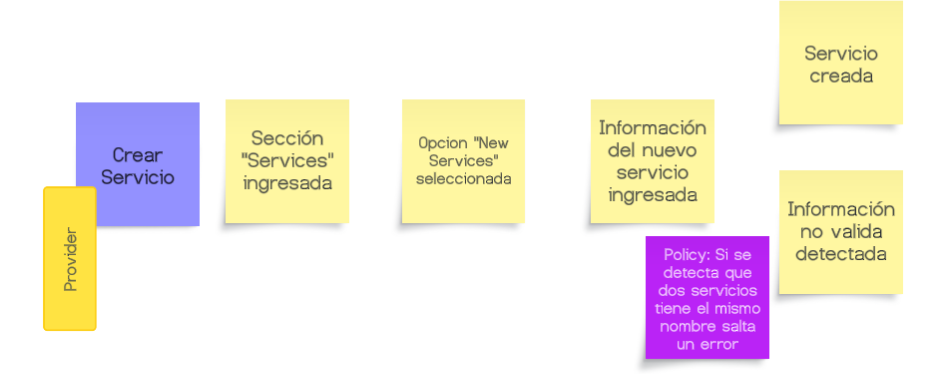 Crear
Servicio
Provider
Sección
"Services"
ingresada
Opcion "New
Services"
seleccionada
Información
del nuevo
servicio
ingresada
Policy: Si se
detecta que
dos servicios
tiene el mismo
nombre salta
un error
Servicio
creada
Información
no valida
detectada